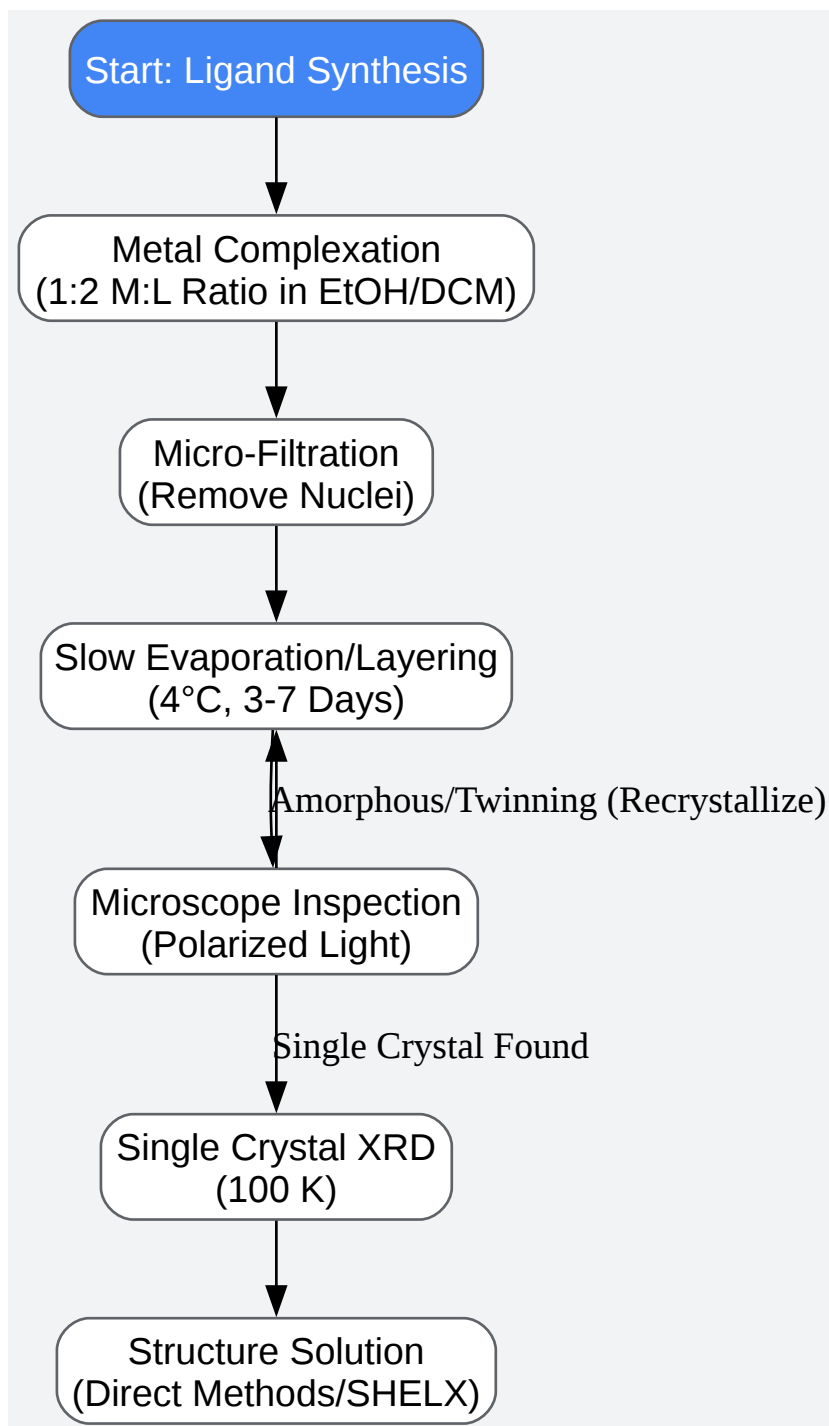 Start: Ligand Synthesis
Metal Complexation
(1:2 M:L Ratio in EtOH/DCM)
Micro-Filtration
(Remove Nuclei)
Slow Evaporation/Layering
(4°C, 3-7 Days)
Amorphous/Twinning (Recrystallize)
Microscope Inspection
(Polarized Light)
Single Crystal Found
Single Crystal XRD
(100 K)
Structure Solution
(Direct Methods/SHELX)